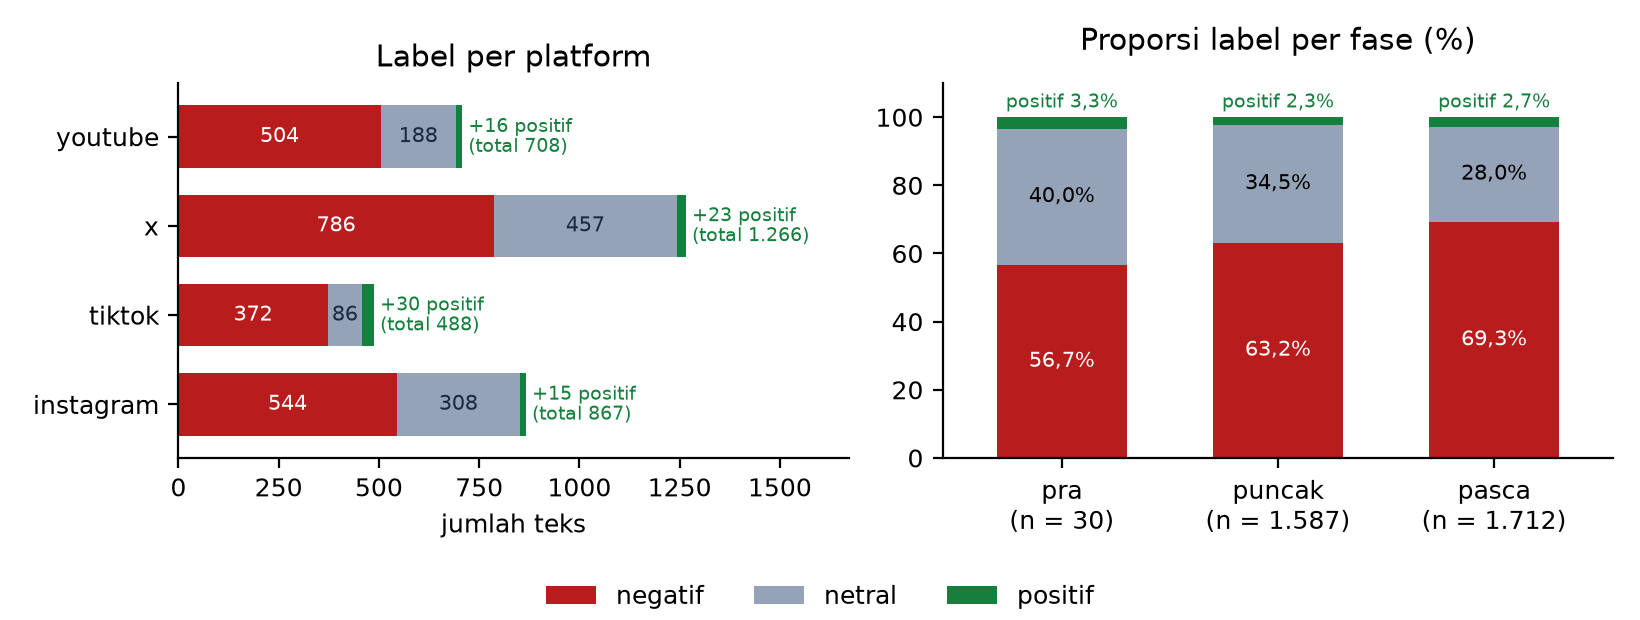 Label per platform
youtube
504
188
+16 positif
(total 708)
x
786
457
+23 positif
(total 1.266)
tiktok
372
86
+30 positif
(total 488)
instagram
544
308
+15 positif
(total 867)
0 250 500 750 1000 1250 1500
jumlah teks
Proporsi label per fase (%)
100
80
60
40
20
0
positif 3,3%
40,0%
56,7%
positif 2,3%
34,5%
63,2%
positif 2,7%
28,0%
69,3%
pra
(n = 30)
puncak
(n = 1.587)
pasca
(n = 1.712)
negatif netral positif